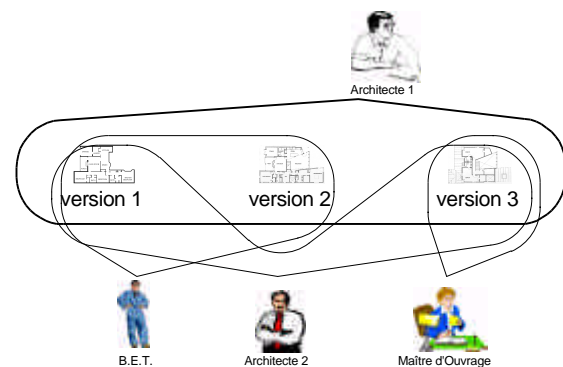 Architecte 1
version 1 version 2 version 3
B.E.T. Architecte 2 Maître d'Ouvrage